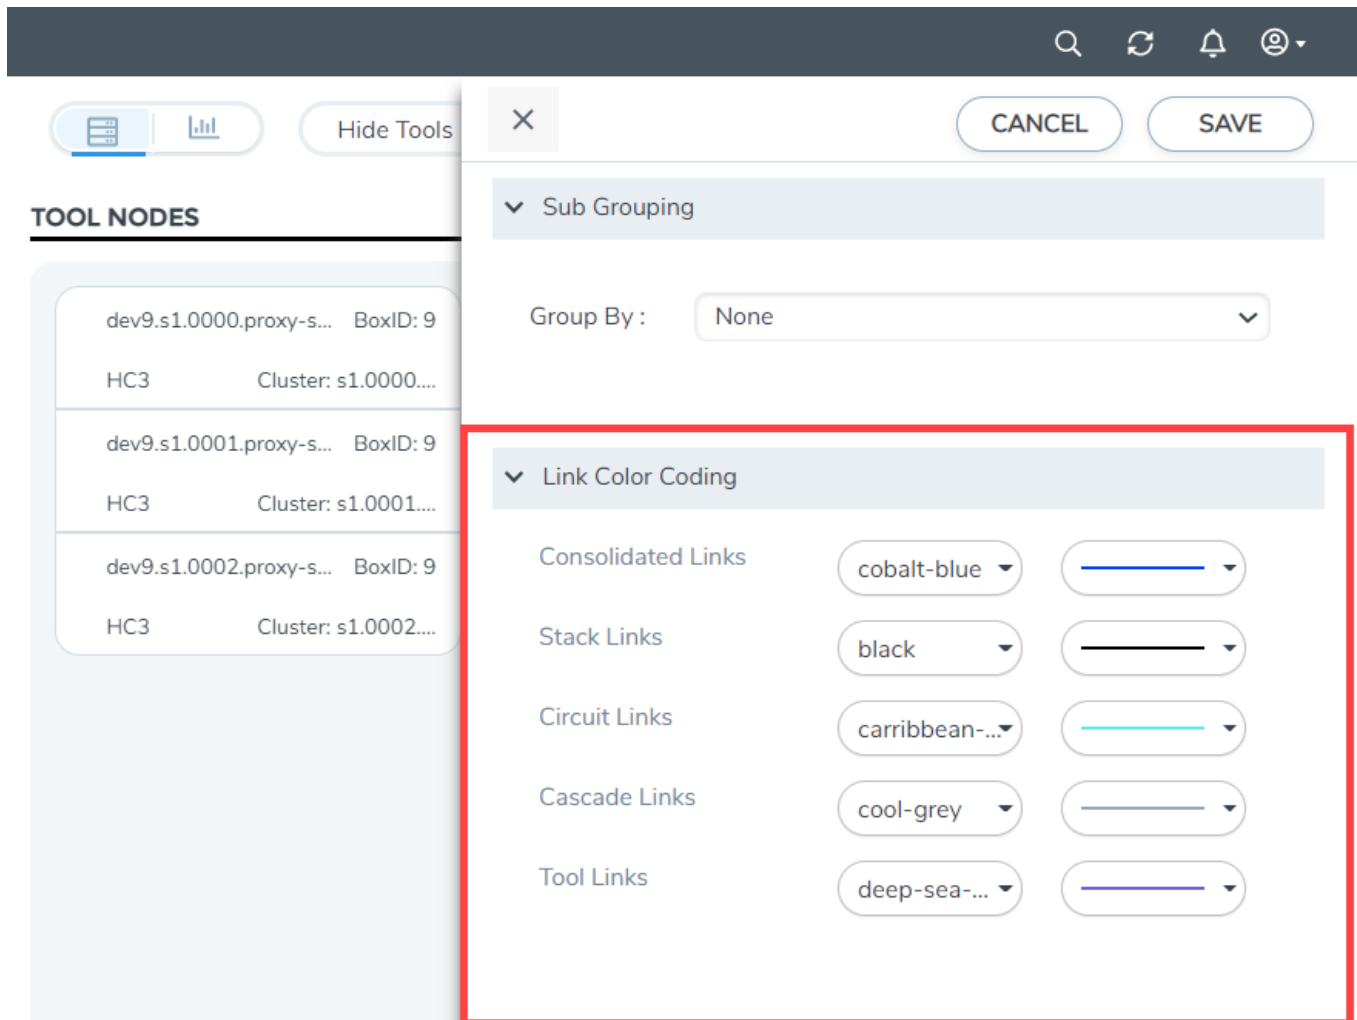 Hide Tools
CANCEL
SAVE
TOOL NODES
dev9.s1.0000.proxy-s... BoxID: 9
HC3 Cluster: s1.0000....
dev9.s1.0001.proxy-s... BoxID: 9
HC3 Cluster: s1.0001....
dev9.s1.0002.proxy-s... BoxID: 9
HC3 Cluster: s1.0002....
Sub Grouping
Group By : None
Link Color Coding
Consolidated Links cobalt-blue
Stack Links black
Circuit Links carribbean-...
Cascade Links cool-grey
Tool Links deep-sea-...